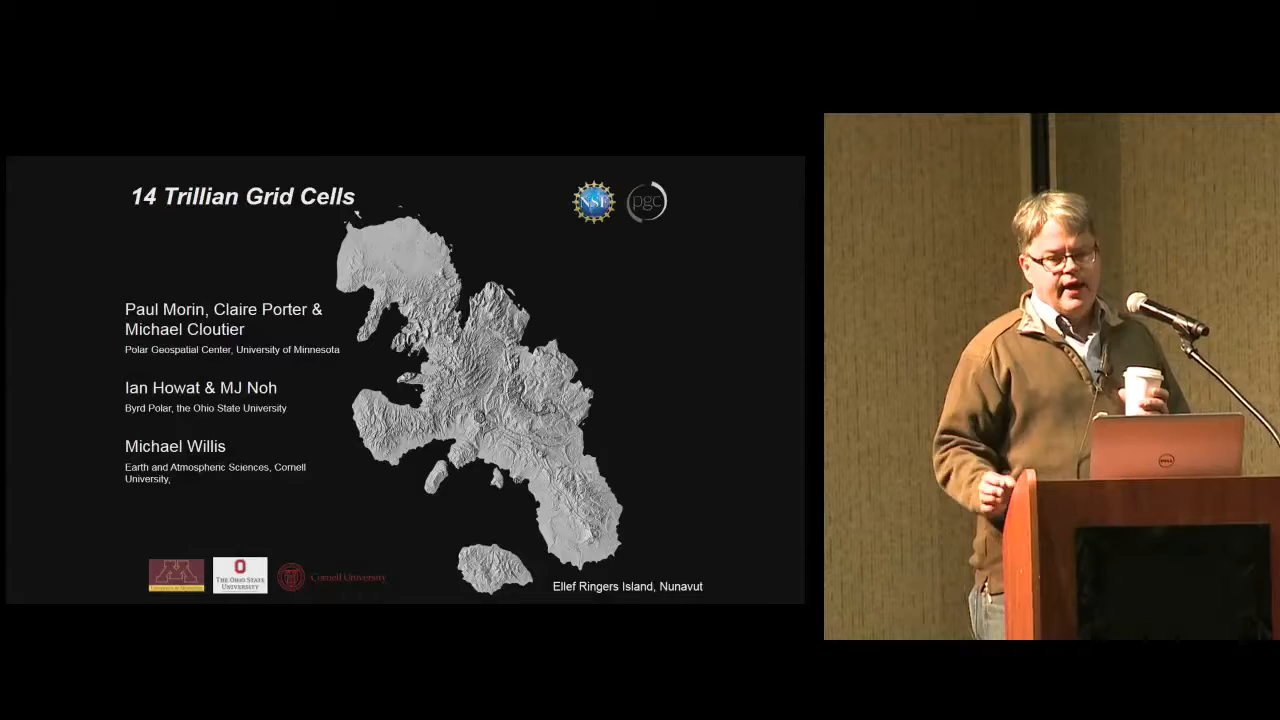 14 Trillian Grid Cells
NSF
pgc
Paul Morin, Claire Porter &
Michael Cloutier
Polar Geospatial Center, University of Minnesota
Ian Howat & MJ Noh
Byrd Polar, the Ohio State University
Michael Willis
Earth and Atmospheric Sciences, Cornell
University,
O
THE OHIO STATE
UNIVERSITY
Cornell University
Ellef Ringers Island, Nunavut
DELL